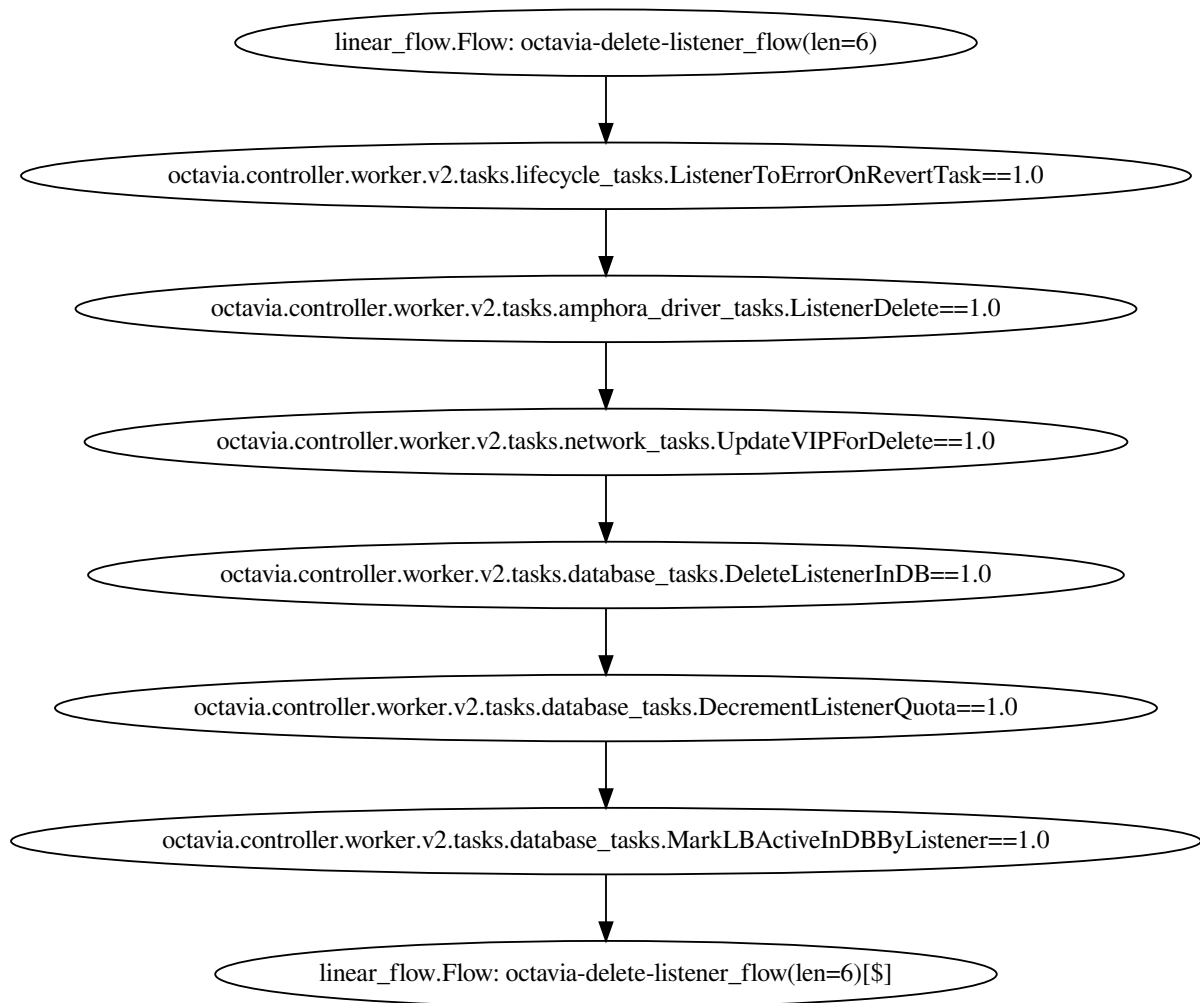 linear_flow.Flow: octavia-delete-listener_flow(len=6)
octavia.controller.worker.v2.tasks.lifecycle_tasks.ListenerToErrorOnRevertTask==1.0
octavia.controller.worker.v2.tasks.amphora_driver_tasks.ListenerDelete==1.0
octavia.controller.worker.v2.tasks.network_tasks.UpdateVIPForDelete==1.0
octavia.controller.worker.v2.tasks.database_tasks.DeleteListenerInDB==1.0
octavia.controller.worker.v2.tasks.database_tasks.DecrementListenerQuota==1.0
octavia.controller.worker.v2.tasks.database_tasks.MarkLBActiveInDBByListener==1.0
linear_flow.Flow: octavia-delete-listener_flow(len=6)[$]